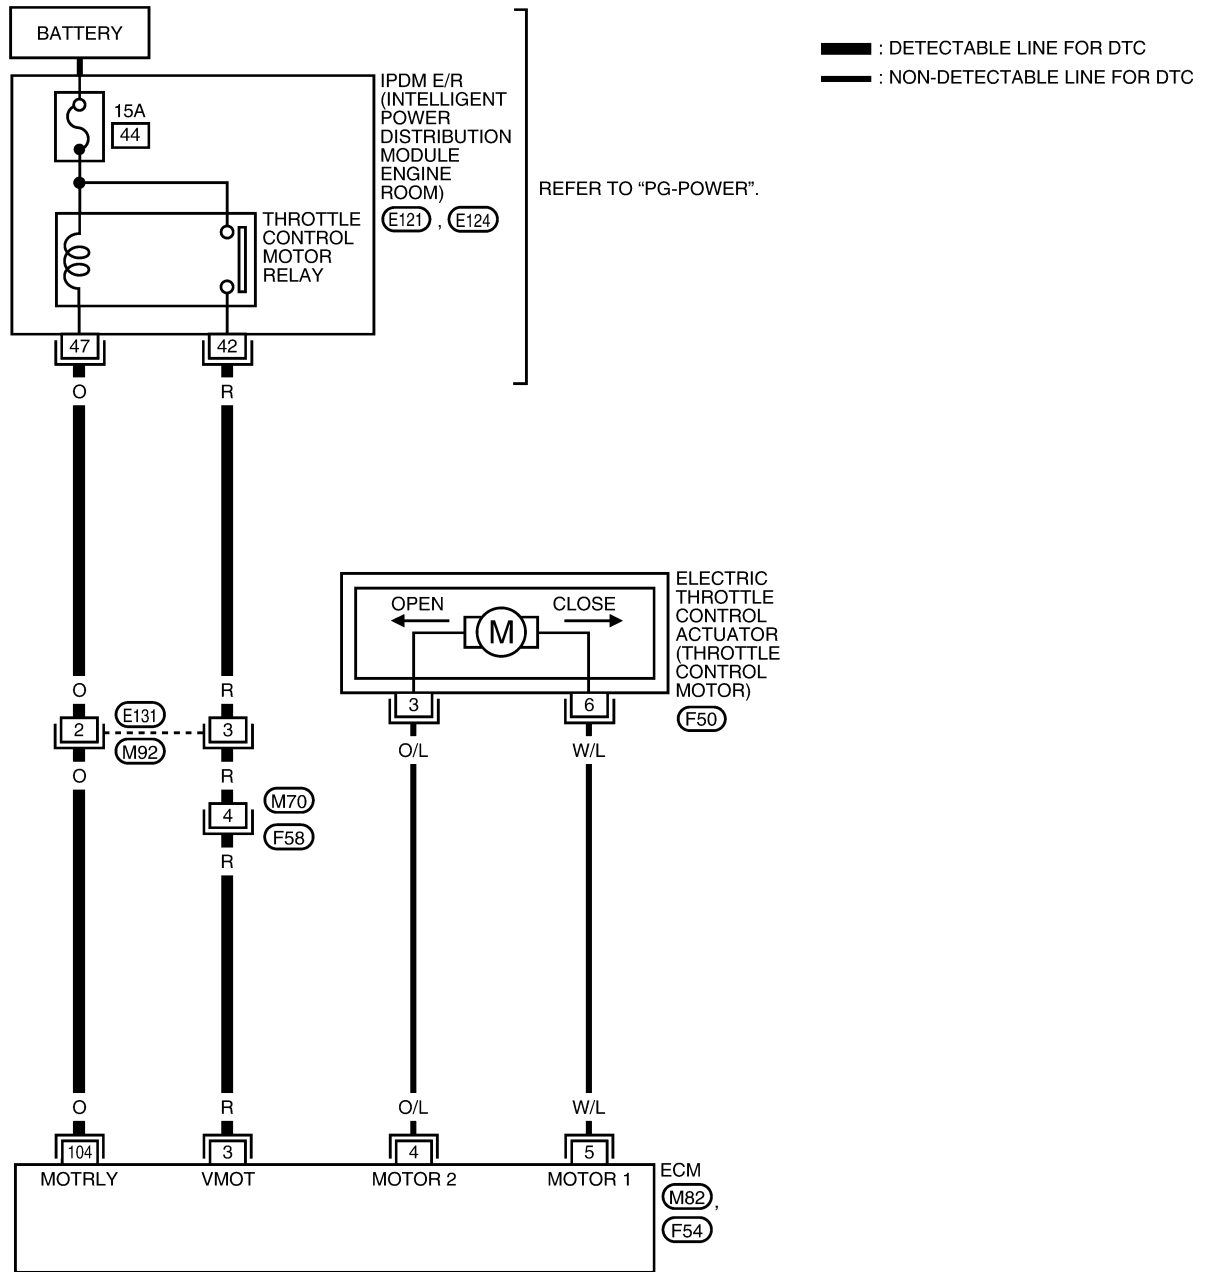 BATTERY
: DETECTABLE LINE FOR DTC
: NON-DETECTABLE LINE FOR DTC
15A
44
IPDM E/R
(INTELLIGENT
POWER
DISTRIBUTION
MODULE
ENGINE
ROOM)
E121 , E124
REFER TO “PG-POWER”.
THROTTLE
CONTROL
MOTOR
RELAY
47 42
O R
OPEN CLOSE
M
ELECTRIC
THROTTLE
CONTROL
ACTUATOR
(THROTTLE
CONTROL
MOTOR)
F50
3 6
O/L W/L
O R
2 E131 3
M92
O R
4 M70
F58
R
O R O/L W/L
104 3 4 5
MOTRLY VMOT MOTOR 2 MOTOR 1
ECM
M82 ,
F54